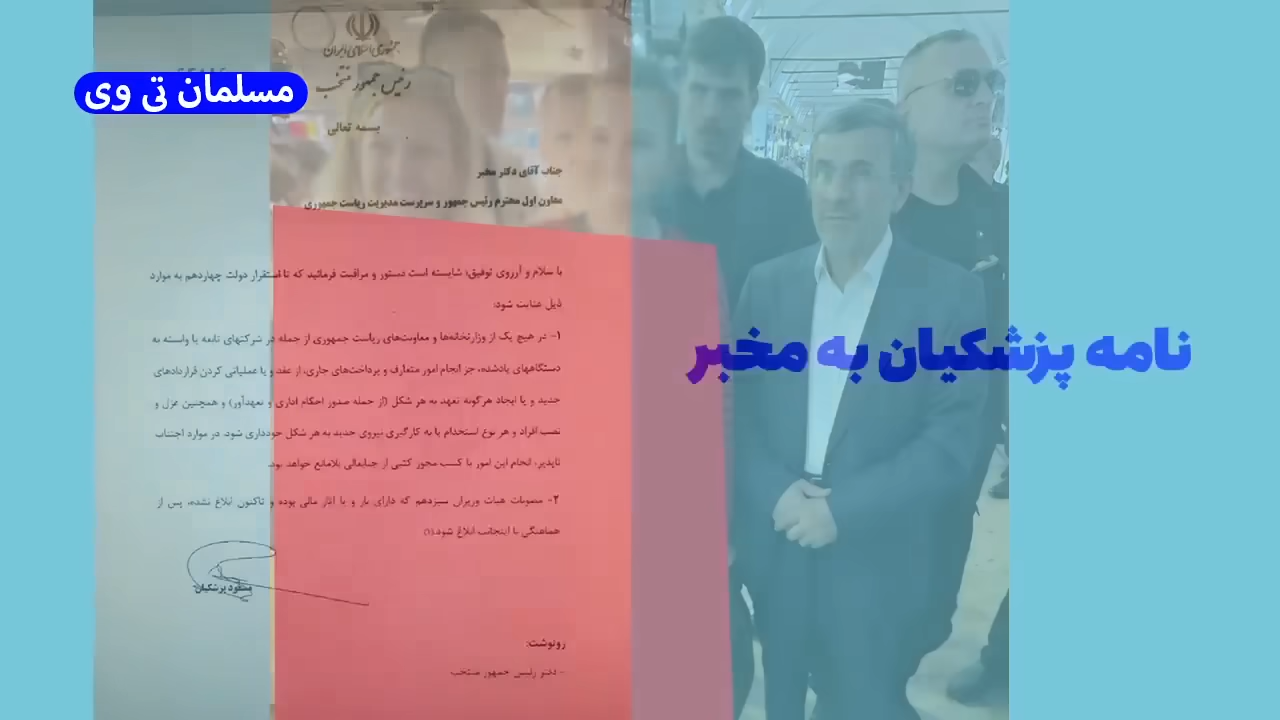 مسلمان تی وی
جمهوری اسلامی ایران
رئیس جمهور منتخب
بسمه تعالی
جناب آقای دکتر مخبر
معاون اول محترم رئیس جمهور و سرپرست مدیریت ریاست جمهوری
با سلام و آرزوی توفیق؛ شایسته است دستور و مراقبت فرمائید که تا استقرار دولت چهاردهم به موارد
ذیل عنایت شود:
۱- در هیچ یک از وزارتخانه‌ها و معاونت‌های ریاست جمهوری از جمله در شرکتهای تابعه یا وابسته به
دستگاههای یادشده، جز انجام امور متعارف و پرداخت‌های جاری، از عقد و یا عملیاتی کردن قراردادهای
جدید و یا ایجاد هرگونه تعهد به هر شکل (از جمله صدور احکام اداری و تعهدآور) و همچنین عزل و
نصب افراد و هر نوع استخدام یا به کارگیری نیروی جدید به هر شکل خودداری شود. در موارد اجتناب
ناپذیر، انجام این امور با کسب مجوز کتبی از جنابعالی بلامانع خواهد بود.
۲- مصوبات هیات وزیران سیزدهم که دارای بار و یا آثار مالی بوده و تاکنون ابلاغ نشده، پس از
هماهنگی با اینجانب ابلاغ شود.
مسعود پزشکیان
رونوشت:
- دفتر رئیس جمهور منتخب
نامه پزشکیان به مخبر